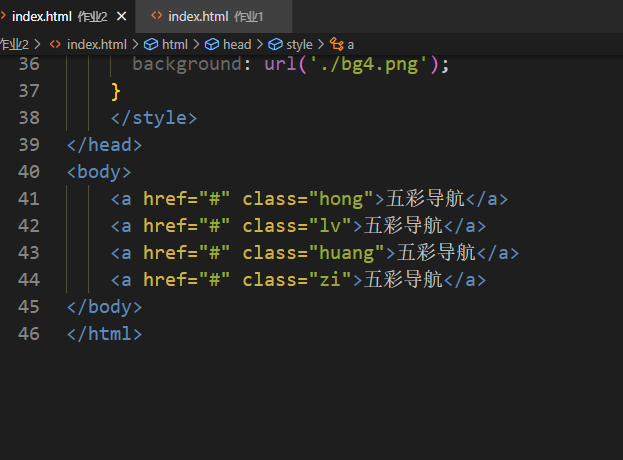 index.html 作业2 × <> index.html 作业1
作业2 > <> index.html > html > head > style > a
36 background: url('./bg4.png');
37 }
38 </style>
39 </head>
40 <body>
41 <a href="#" class="hong">五彩导航</a>
42 <a href="#" class="lv">五彩导航</a>
43 <a href="#" class="huang">五彩导航</a>
44 <a href="#" class="zi">五彩导航</a>
45 </body>
46 </html>